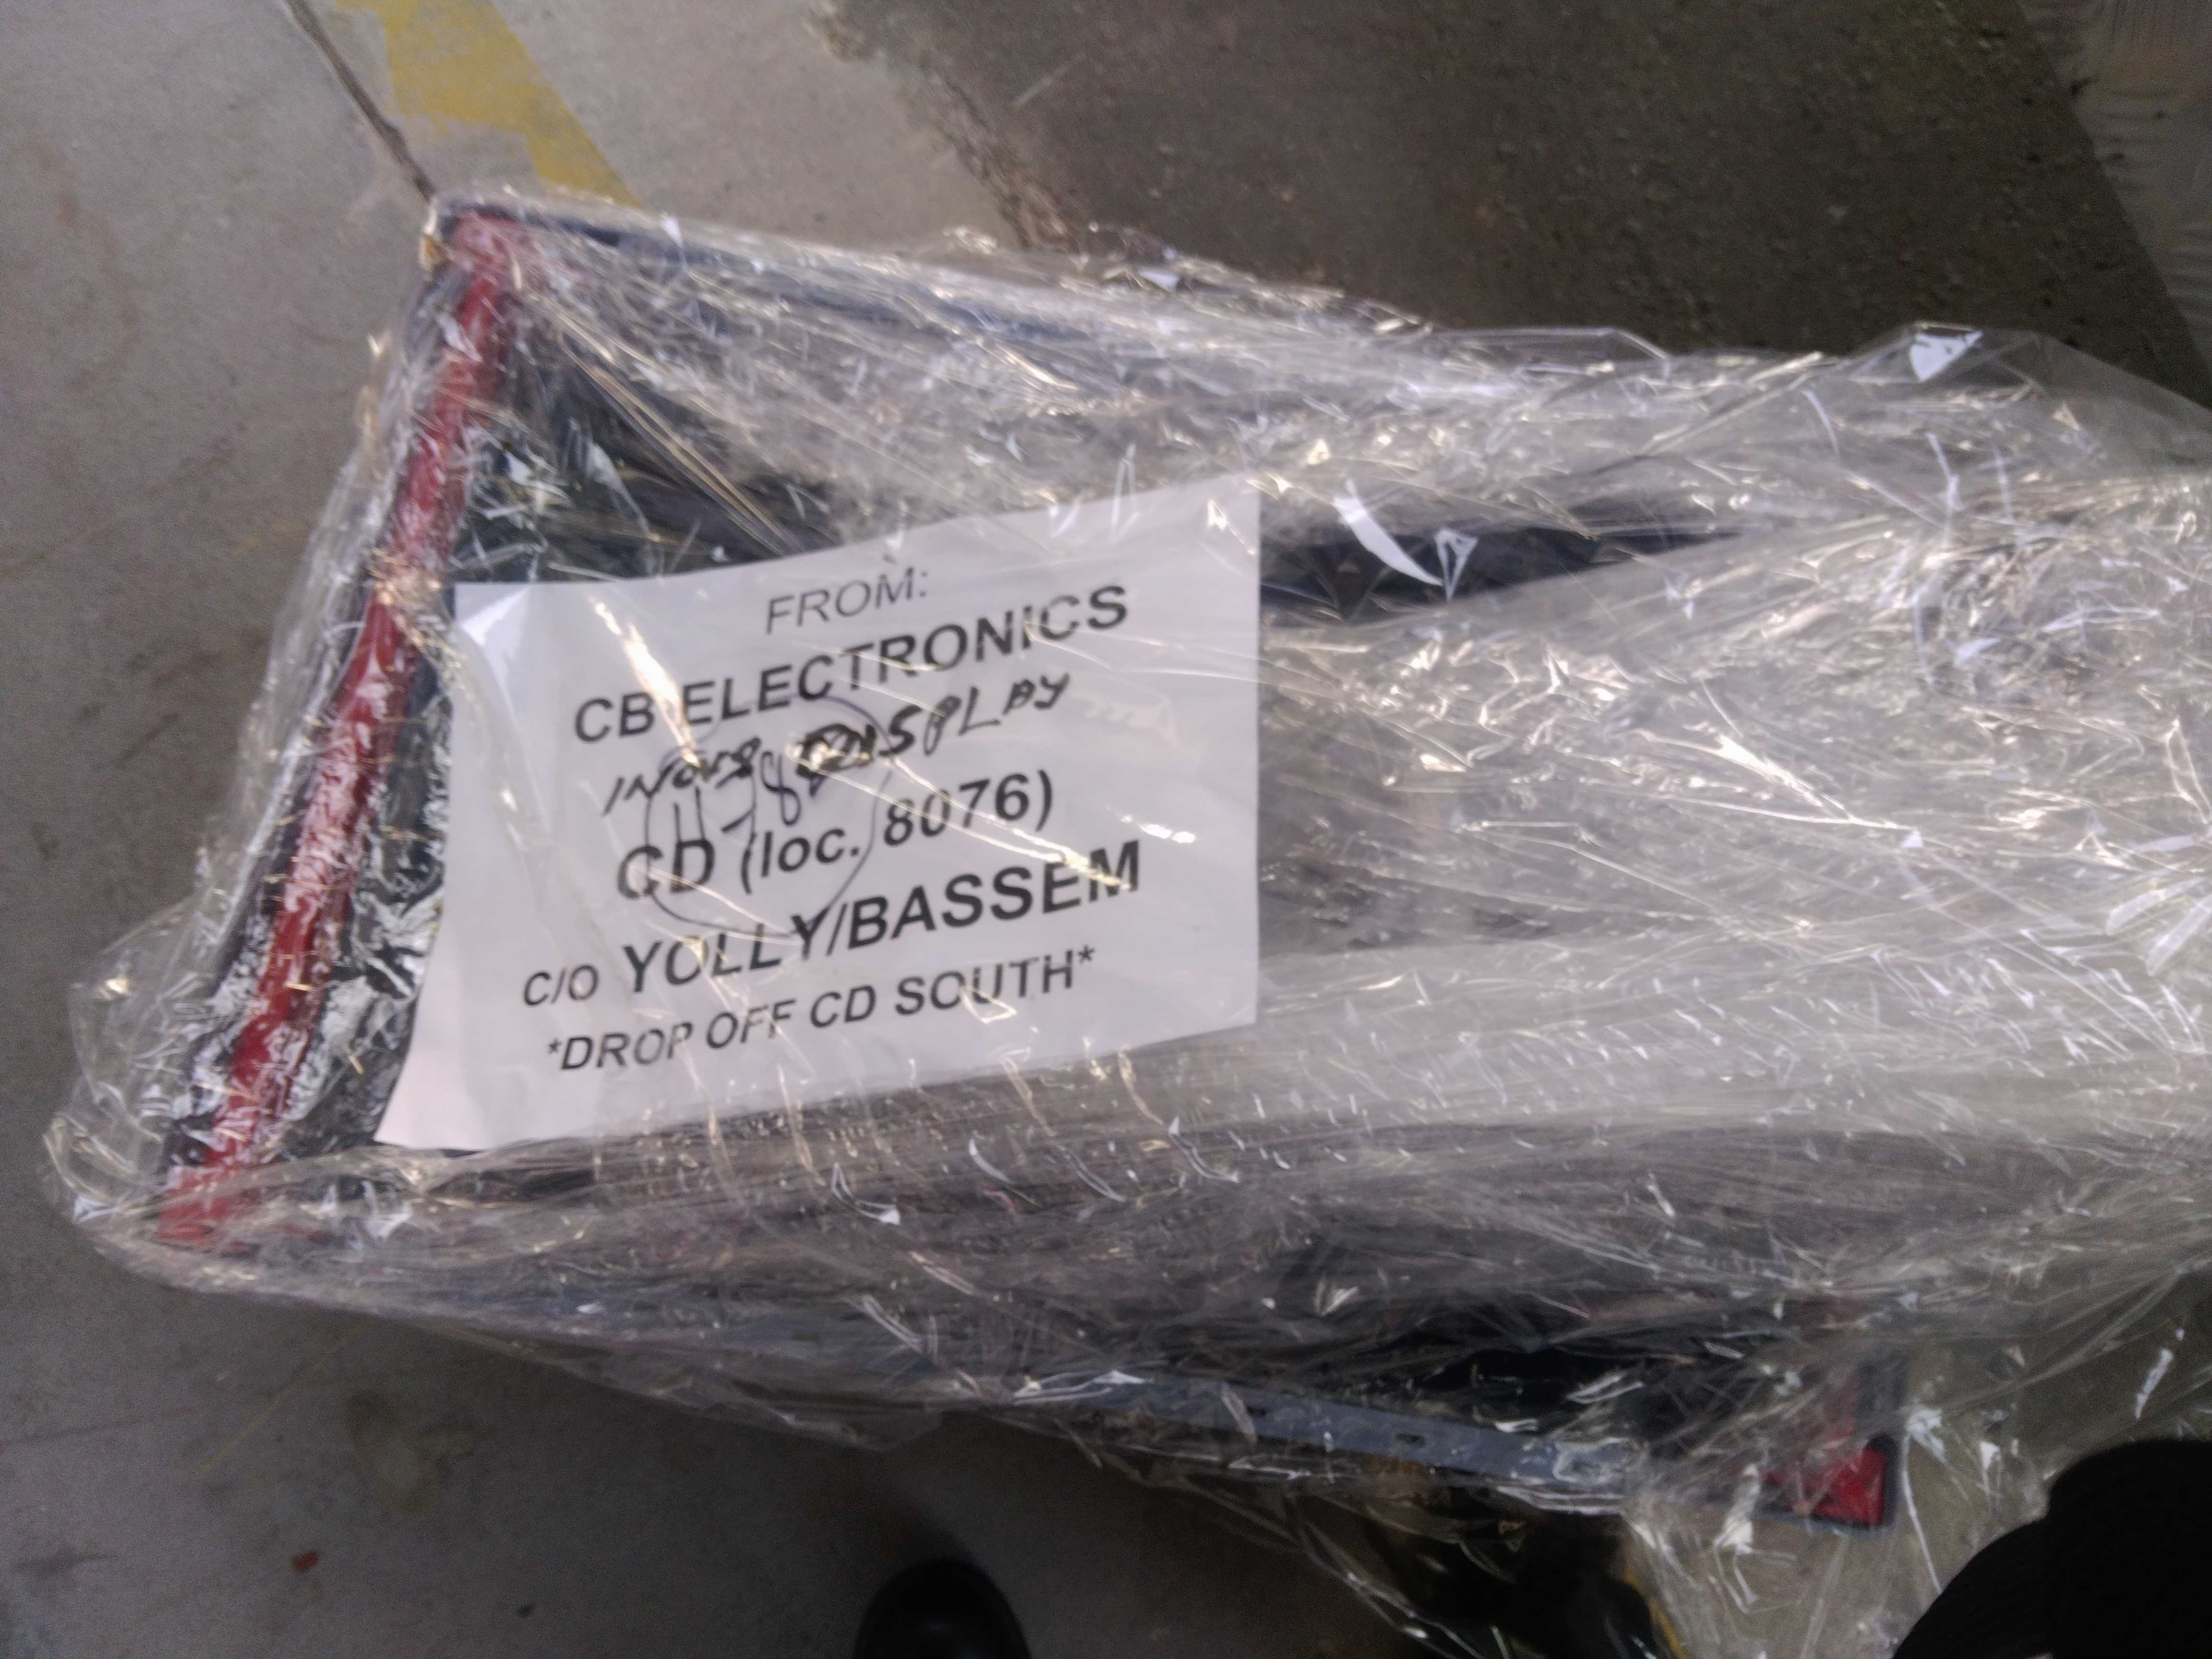 FROM:
CB ELECTRONICS
DISPLAY
CD (loc. 8076)
C/O YOLLY/BASSEM
*DROP OFF CD SOUTH*